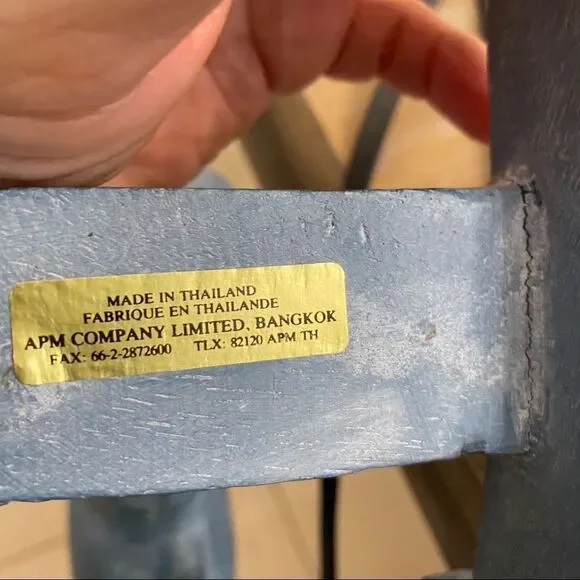 MADE IN THAILAND
FABRIQUE EN THAILANDE
APM COMPANY LIMITED, BANGKOK
FAX: 66-2-2872600 TLX: 82120 APM TH